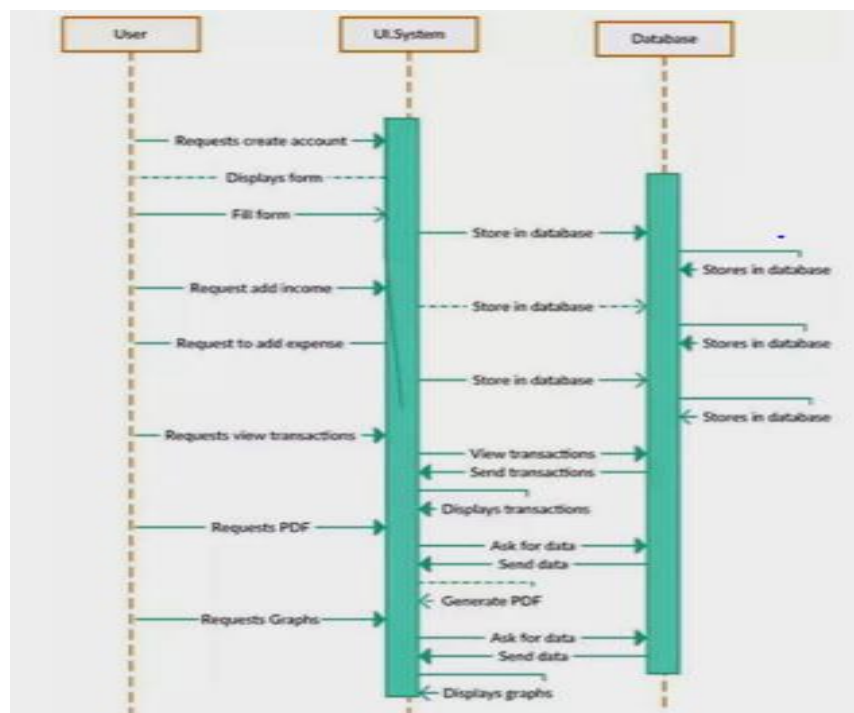 User
UI.System
Database
Requests create account
Displays form
Fill form
Store in database
Stores in database
Request add income
Store in database
Request to add expense
Stores in database
Store in database
Stores in database
Requests view transactions
View transactions
Send transactions
Displays transactions
Requests PDF
Ask for data
Send data
Generate PDF
Requests Graphs
Ask for data
Send data
Displays graphs